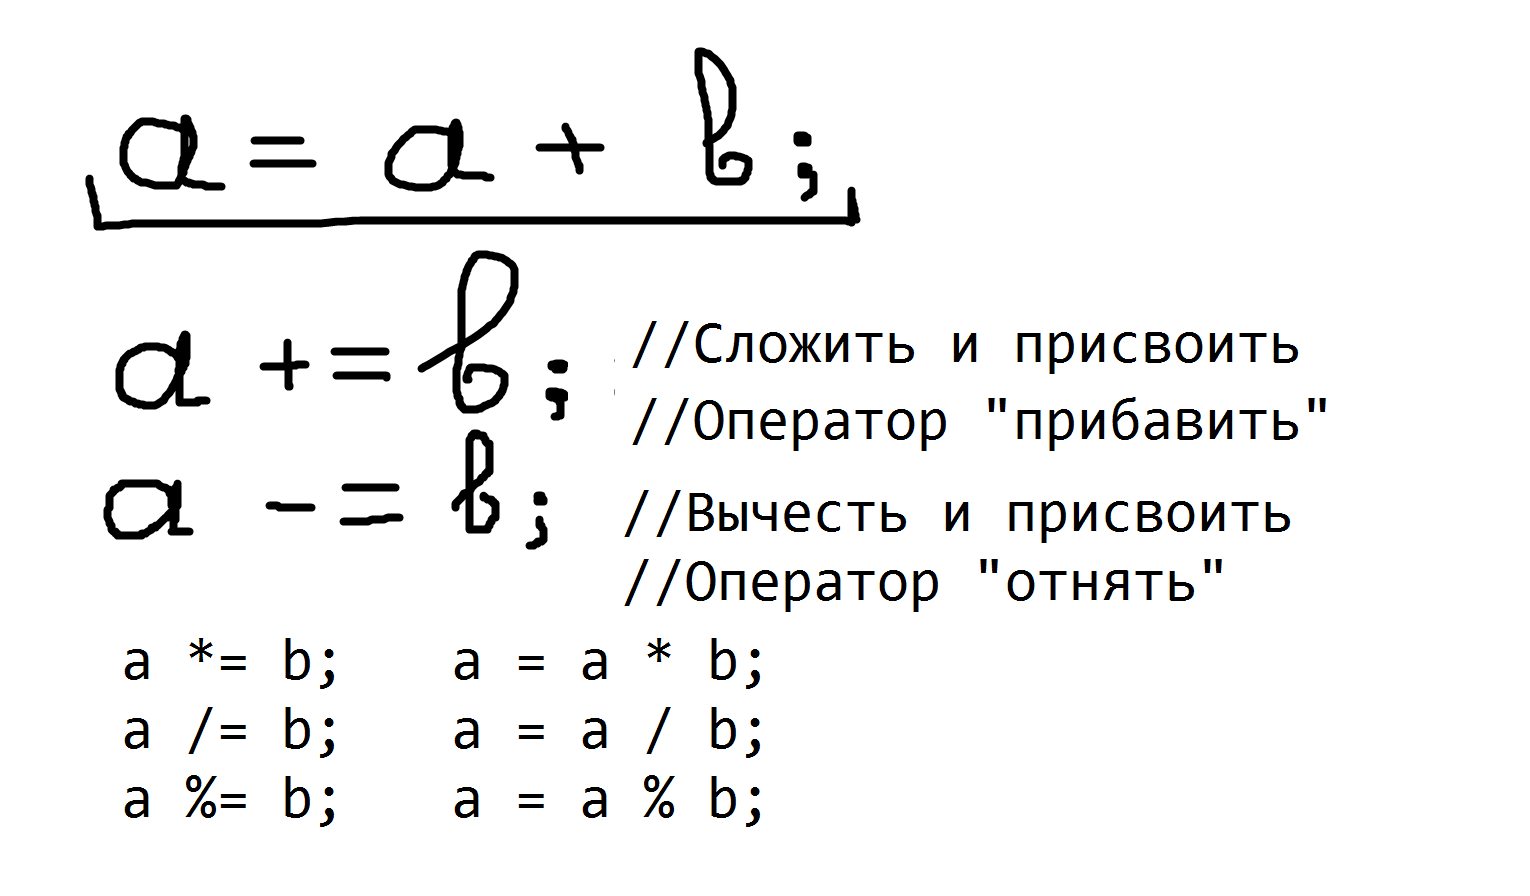 a = a + b;
a += b; //Сложить и присвоить
//Оператор "прибавить"
a -= b; //Вычесть и присвоить
//Оператор "отнять"
a *= b; a = a * b;
a /= b; a = a / b;
a %= b; a = a % b;